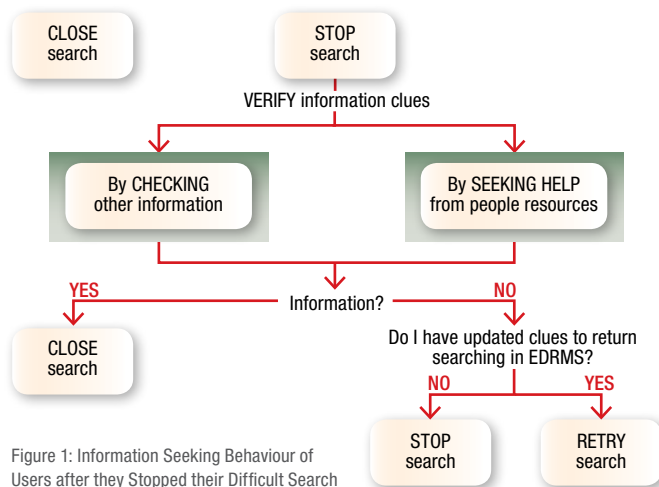 CLOSE
search
STOP
search
VERIFY information clues
By CHECKING
other information
By SEEKING HELP
from people resources
YES
Information?
NO
CLOSE
search
Do I have updated clues to return
searching in EDRMS?
NO
YES
STOP
search
RETRY
search
Figure 1: Information Seeking Behaviour of
Users after they Stopped their Difficult Search